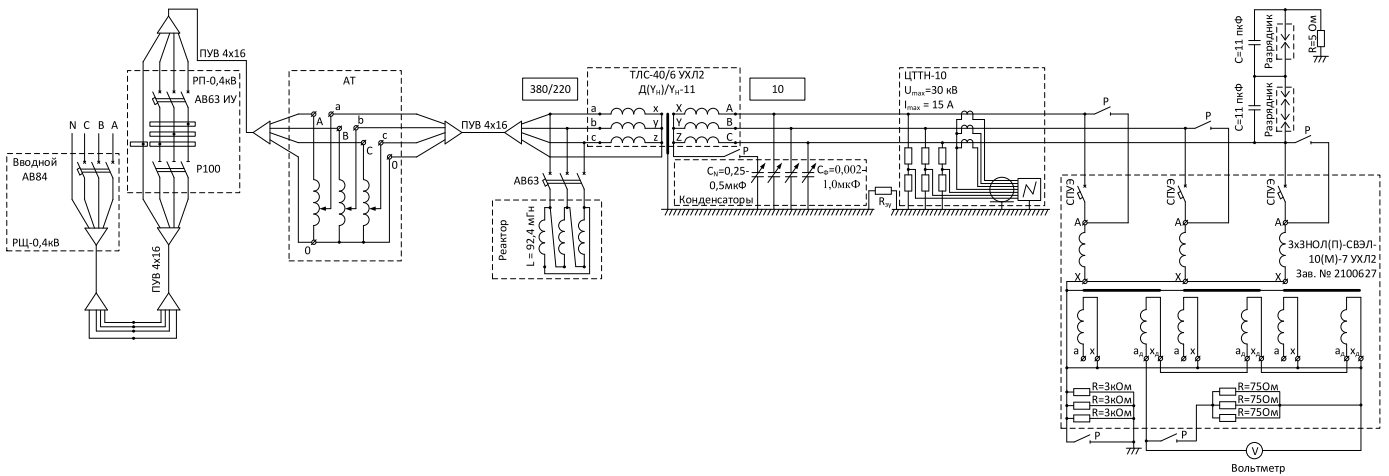 ПУВ 4х16
РП-0,4кВ
АВ63 ИУ
Р100
N C B A
Вводной
АВ84
РЩ-0,4кВ
ПУВ 4х16
АТ
A
a
B
b
C
c
0
0
ПУВ 4х16
380/220
ТЛС-40/6 УХЛ2
Д(Yн)/Yн-11
10
a
x
X
A
b
y
Y
B
c
z
Z
C
P
АВ63
Реактор
L = 92,4 мГн
CN=0,25-
0,5мкФ
Конденсаторы
CФ=0,002-
1,0мкФ
Rзу
ЦТТН-10
Umax=30 кВ
Imax = 15 А
P
P
P
C=11 пкФ
C=11 пкФ
Разрядник
Разрядник
R=5 Ом
СПУЭ
СПУЭ
СПУЭ
A
A
A
X
X
X
3х3НОЛ(П)-СВЭЛ-
10(М)-7 УХЛ2
Зав. № 2100627
a
x
aд
xд
a
x
aд
xд
a
x
aд
xд
R=3кОм
R=3кОм
R=3кОм
R=75Ом
R=75Ом
R=75Ом
P
P
V
Вольтметр